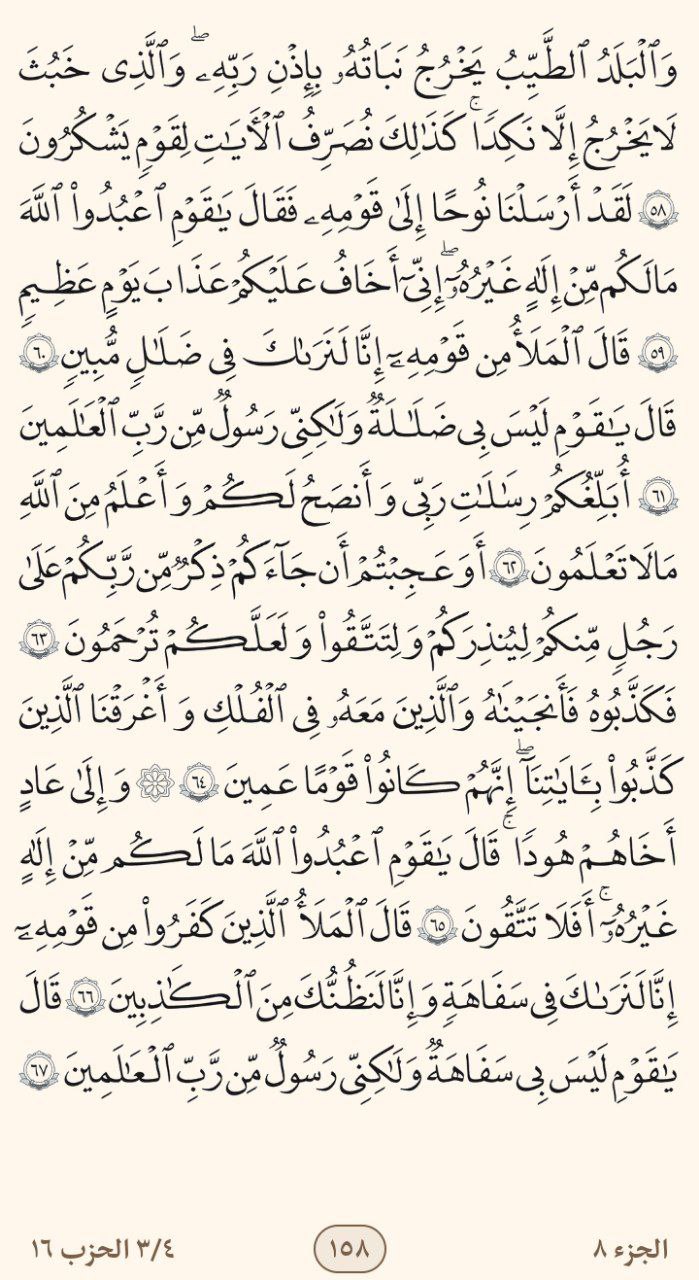 وَٱلْبَلَدُ ٱلطَّيِّبُ يَخْرُجُ نَبَاتُهُۥ بِإِذْنِ رَبِّهِۦۖ وَٱلَّذِى خَبُثَ
لَا يَخْرُجُ إِلَّا نَكِدًاۚ كَذَٰلِكَ نُصَرِّفُ ٱلْأَيَٰتِ لِقَوْمٍ يَشْكُرُونَ
٥٨ لَقَدْ أَرْسَلْنَا نُوحًا إِلَىٰ قَوْمِهِۦ فَقَالَ يَٰقَوْمِ ٱعْبُدُوا۟ ٱللَّهَ
مَا لَكُم مِّنْ إِلَٰهٍ غَيْرُهُۥٓۖ إِنِّىٓ أَخَافُ عَلَيْكُمْ عَذَابَ يَوْمٍ عَظِيمٍ
٥٩ قَالَ ٱلْمَلَأُ مِن قَوْمِهِۦٓ إِنَّا لَنَرَىٰكَ فِى ضَلَٰلٍ مُّبِينٍ ٦٠
قَالَ يَٰقَوْمِ لَيْسَ بِى ضَلَٰلَةٌ وَلَٰكِنِّى رَسُولٌ مِّن رَّبِّ ٱلْعَٰلَمِينَ
٦١ أُبَلِّغُكُمْ رِسَٰلَٰتِ رَبِّى وَأَنصَحُ لَكُمْ وَأَعْلَمُ مِنَ ٱللَّهِ
مَا لَا تَعْلَمُونَ ٦٢ أَوَعَجِبْتُمْ أَن جَآءَكُمْ ذِكْرٌ مِّن رَّبِّكُمْ عَلَىٰ
رَجُلٍ مِّنكُمْ لِيُنذِرَكُمْ وَلِتَتَّقُوا۟ وَلَعَلَّكُمْ تُرْحَمُونَ ٦٣
فَكَذَّبُوهُ فَأَنجَيْنَٰهُ وَٱلَّذِينَ مَعَهُۥ فِى ٱلْفُلْكِ وَأَغْرَقْنَا ٱلَّذِينَ
كَذَّبُوا۟ بِـَٔايَٰتِنَآۖ إِنَّهُمْ كَانُوا۟ قَوْمًا عَمِينَ ٦٤ ۞ وَإِلَىٰ عَادٍ
أَخَاهُمْ هُودًاۚ قَالَ يَٰقَوْمِ ٱعْبُدُوا۟ ٱللَّهَ مَا لَكُم مِّنْ إِلَٰهٍ
غَيْرُهُۥٓۚ أَفَلَا تَتَّقُونَ ٦٥ قَالَ ٱلْمَلَأُ ٱلَّذِينَ كَفَرُوا۟ مِن قَوْمِهِۦٓ
إِنَّا لَنَرَىٰكَ فِى سَفَاهَةٍ وَإِنَّا لَنَظُنُّكَ مِنَ ٱلْكَٰذِبِينَ ٦٦ قَالَ
يَٰقَوْمِ لَيْسَ بِى سَفَاهَةٌ وَلَٰكِنِّى رَسُولٌ مِّن رَّبِّ ٱلْعَٰلَمِينَ ٦٧
الجزء ٨ ١٥٨ ٣/٤ الحزب ١٦